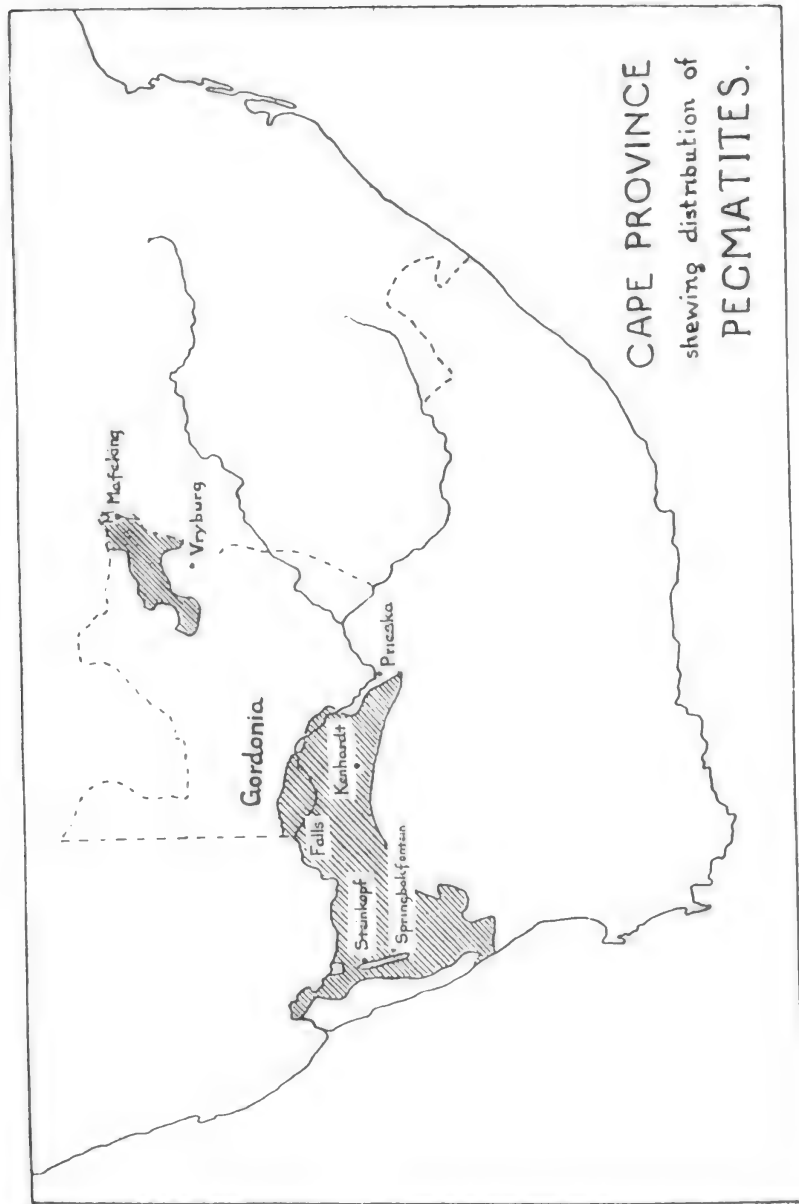 CAPE PROVINCE
shewing distribution of
PEGMATITES.
Mafeking
Vryburg
Gordonia
Falls
Kenhardt
Prieska
Steinkopf
Springbokfontein